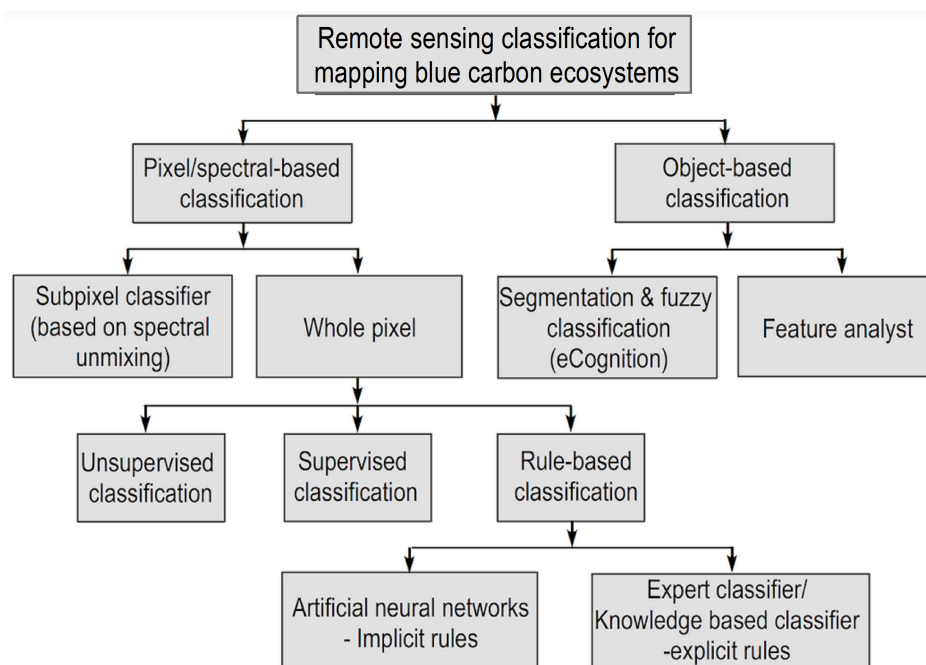 Remote sensing classification for
mapping blue carbon ecosystems
Pixel/spectral-based
classification
Object-based
classification
Subpixel classifier
(based on spectral
unmixing)
Whole pixel
Segmentation & fuzzy
classification
(eCognition)
Feature analyst
Unsupervised
classification
Supervised
classification
Rule-based
classification
Artificial neural networks
- Implicit rules
Expert classifier/
Knowledge based classifier
-explicit rules